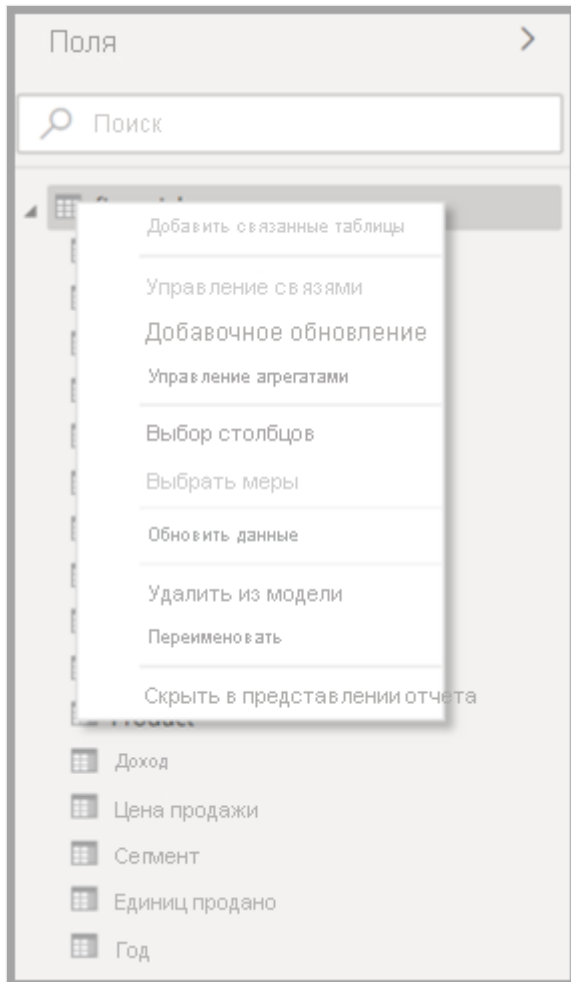 Поля
Поиск
Добавить связанные таблицы
Управление связями
Добавочное обновление
Управление агрегатами
Выбор столбцов
Выбрать меры
Обновить данные
Удалить из модели
Переименовать
Скрыть в представлении отчета
Product
Доход
Цена продажи
Сегмент
Единиц продано
Год